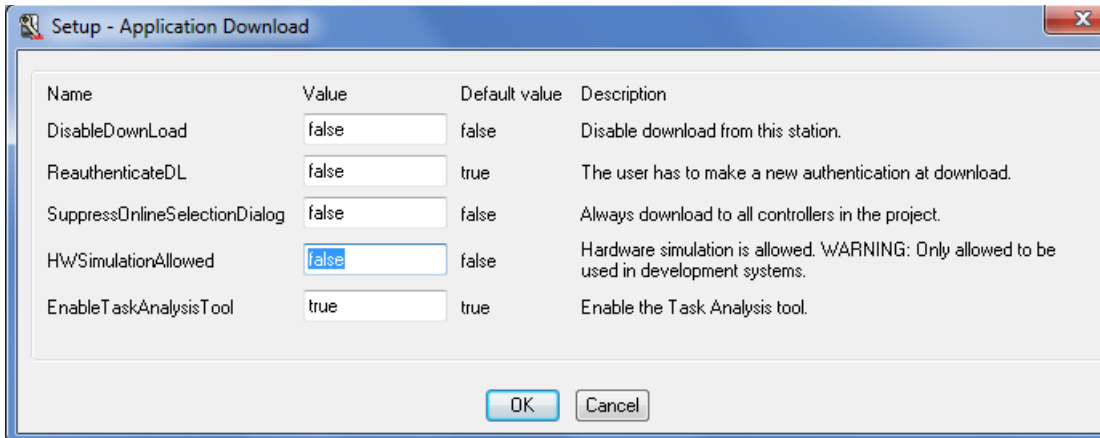 Setup - Application Download
Name Value Default value Description
DisableDownLoad false false Disable download from this station.
ReauthenticateDL false true The user has to make a new authentication at download.
SuppressOnlineSelectionDialog false false Always download to all controllers in the project.
HWSimulationAllowed false false Hardware simulation is allowed. WARNING: Only allowed to be
used in development systems.
EnableTaskAnalysisTool true true Enable the Task Analysis tool.
OK Cancel